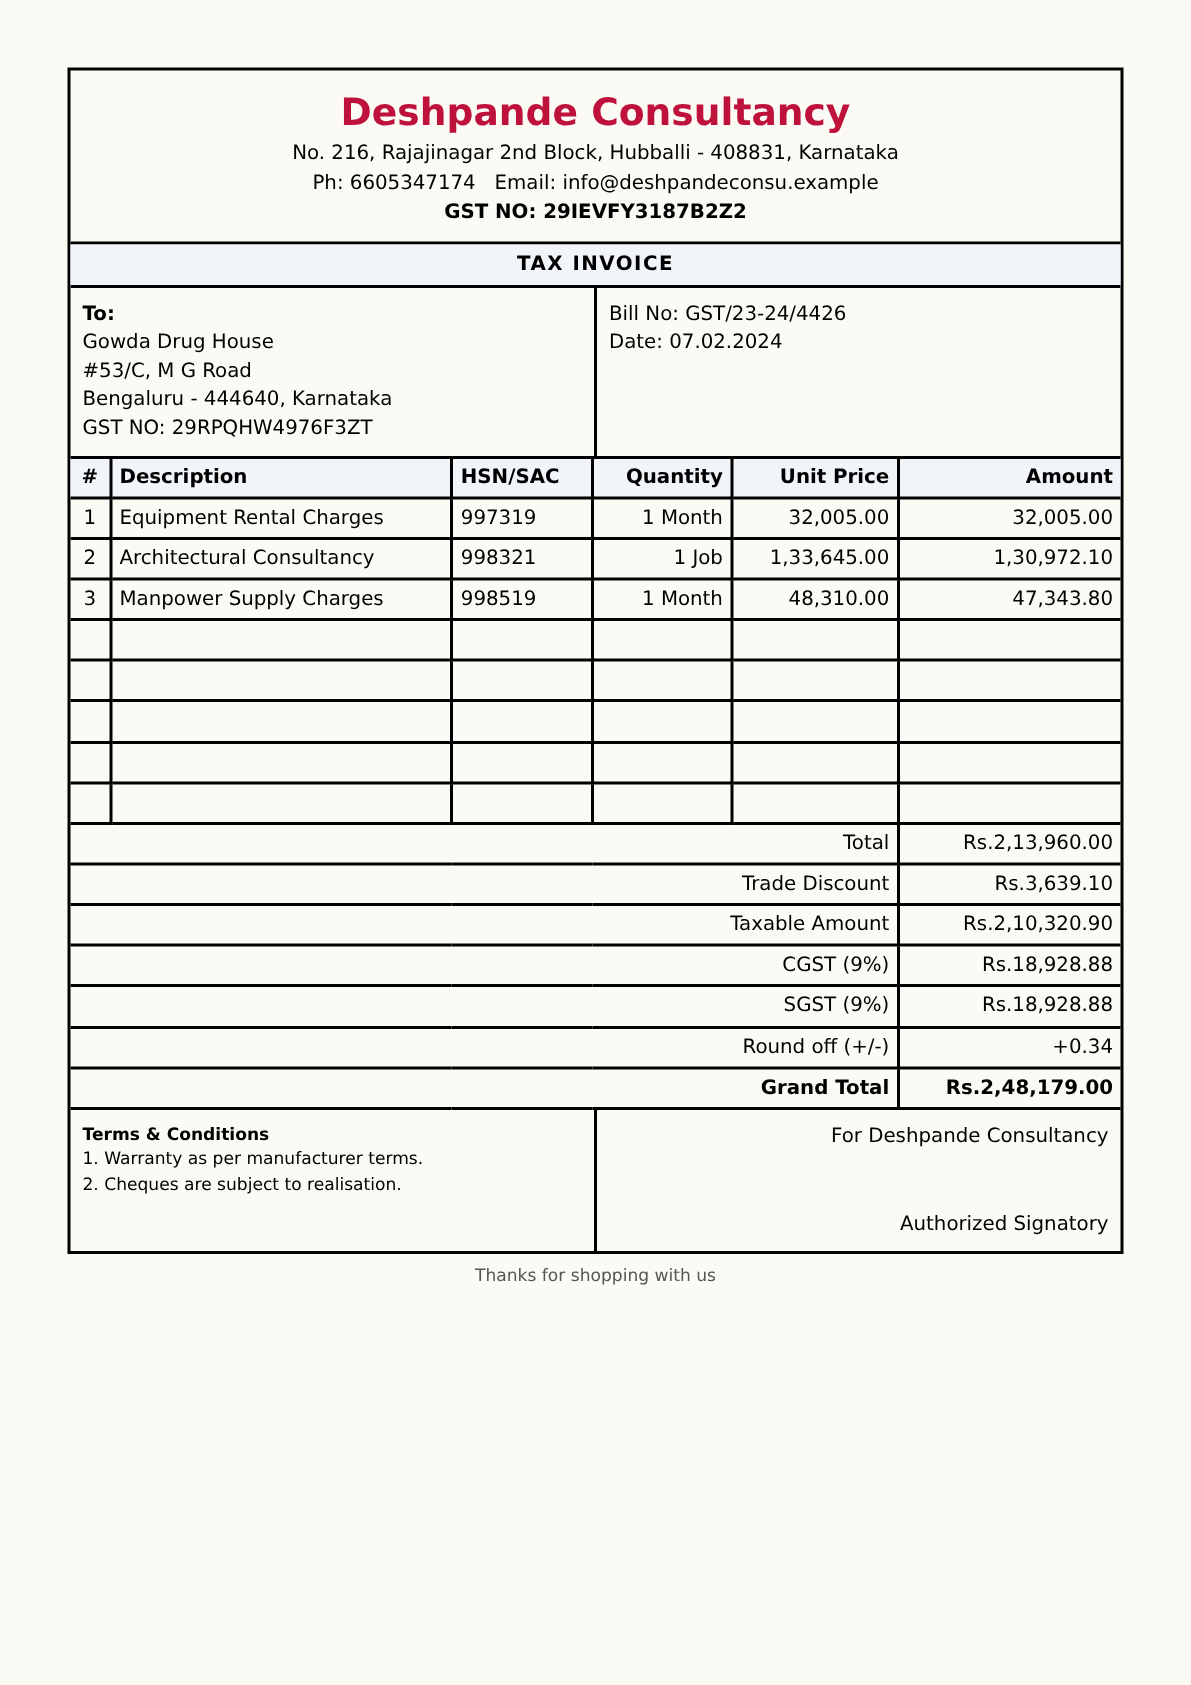 Deshpande Consultancy
No. 216, Rajajinagar 2nd Block, Hubballi - 408831, Karnataka
Ph: 6605347174 Email: info@deshpandeconsu.example
GST NO: 29IEVFY3187B2Z2
TAX INVOICE
To:
Gowda Drug House
#53/C, M G Road
Bengaluru - 444640, Karnataka
GST NO: 29RPQHW4976F3ZT
Bill No: GST/23-24/4426
Date: 07.02.2024
# Description HSN/SAC Quantity Unit Price Amount
1 Equipment Rental Charges 997319 1 Month 32,005.00 32,005.00
2 Architectural Consultancy 998321 1 Job 1,33,645.00 1,30,972.10
3 Manpower Supply Charges 998519 1 Month 48,310.00 47,343.80
Total Rs.2,13,960.00
Trade Discount Rs.3,639.10
Taxable Amount Rs.2,10,320.90
CGST (9%) Rs.18,928.88
SGST (9%) Rs.18,928.88
Round off (+/-) +0.34
Grand Total Rs.2,48,179.00
Terms & Conditions
1. Warranty as per manufacturer terms.
2. Cheques are subject to realisation.
For Deshpande Consultancy
Authorized Signatory
Thanks for shopping with us